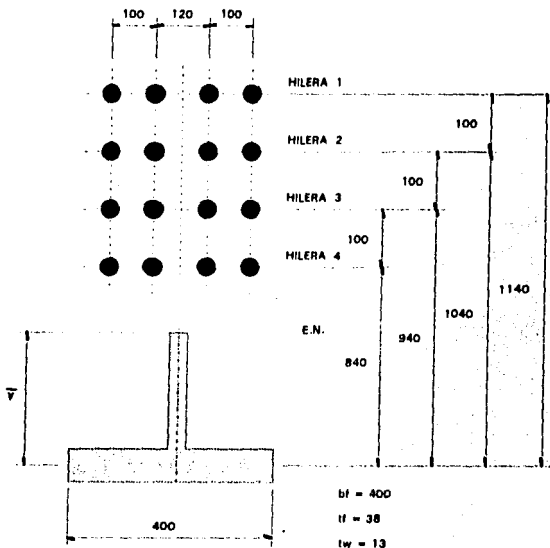 100 120 100
HILERA 1
100
HILERA 2
100
HILERA 3
100
HILERA 4
1140
1040
940
E.N.
840
V
bf = 400
tf = 38
400
tw = 13